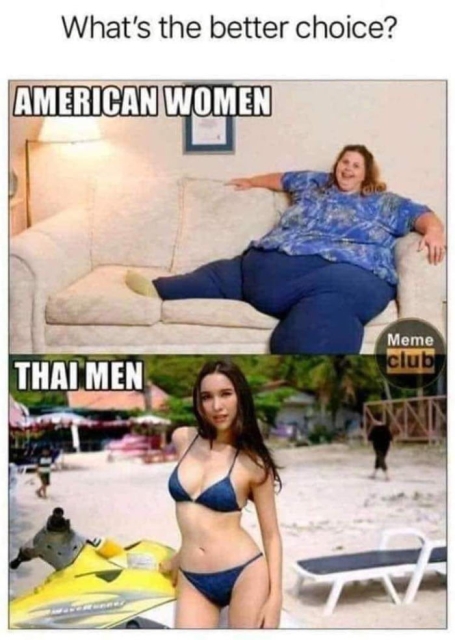 What's the better choice?
AMERICAN WOMEN
Meme
club
THAI MEN